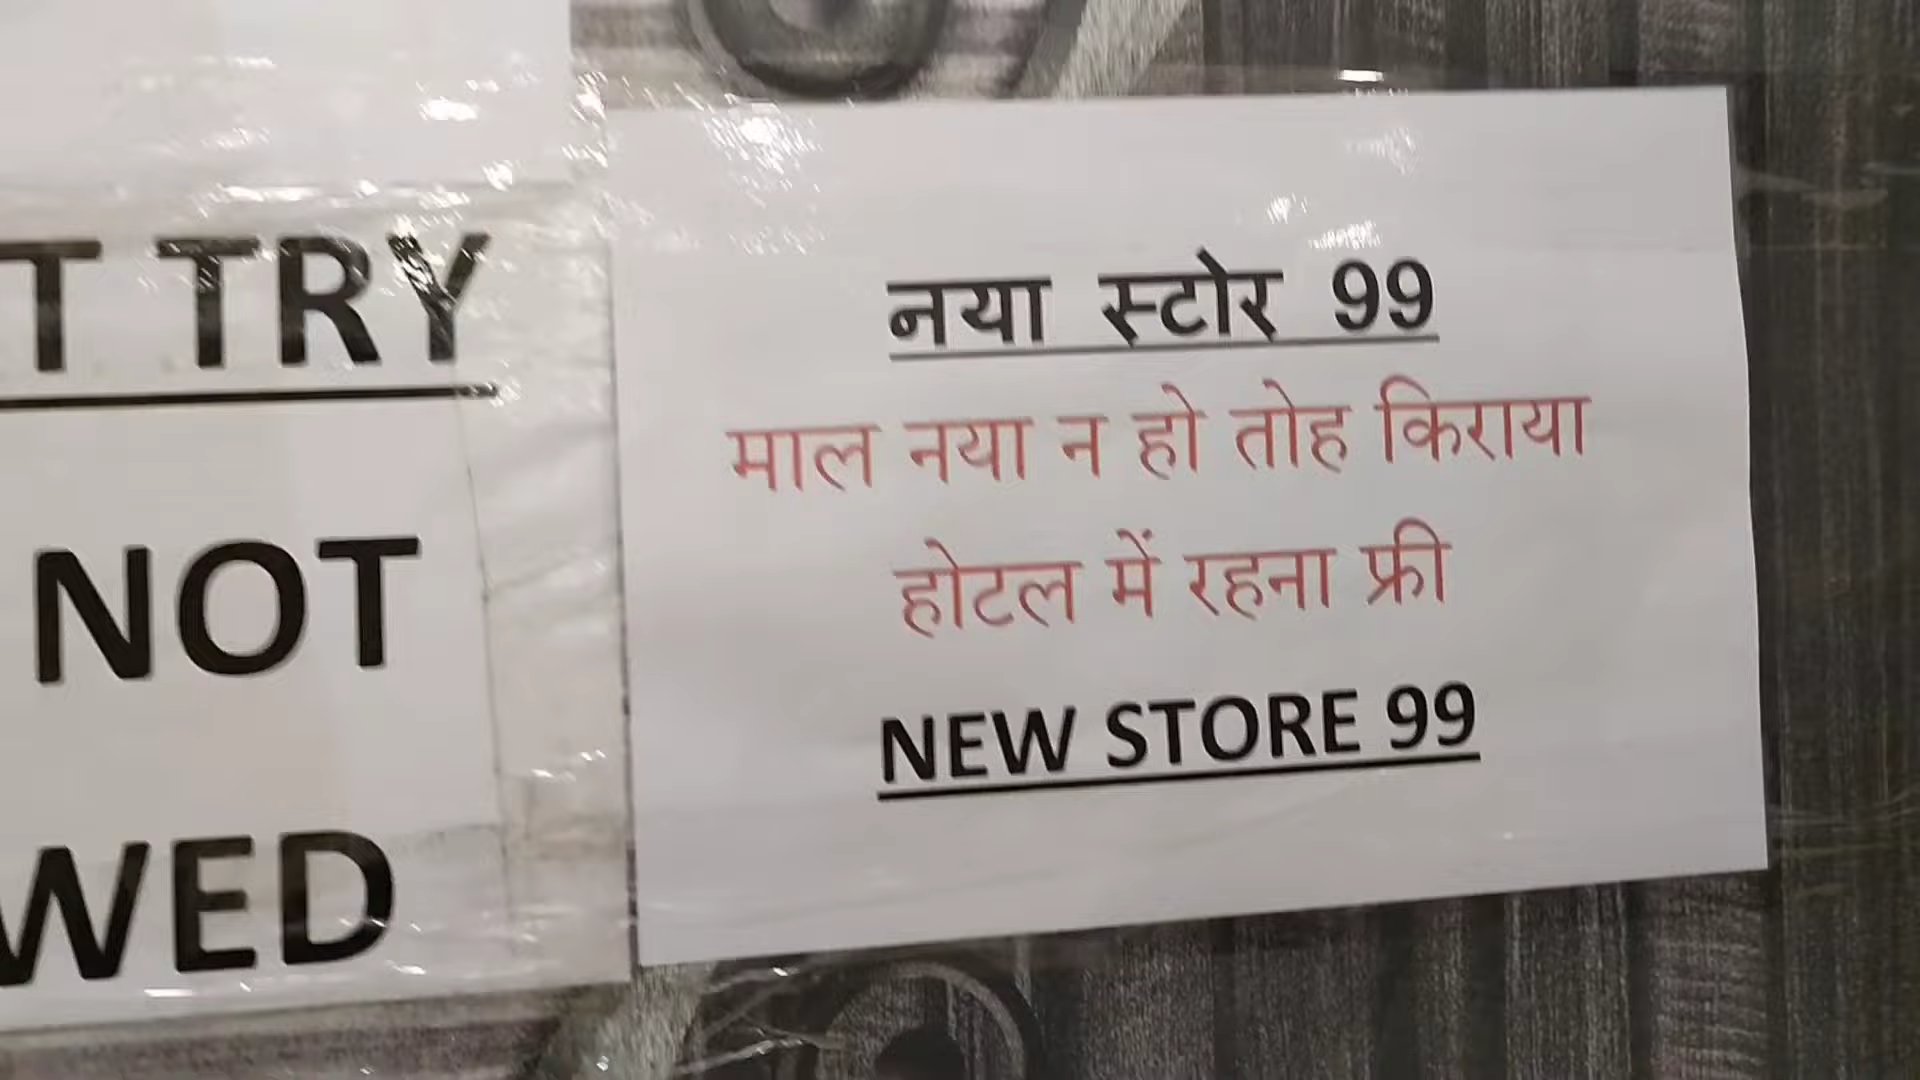 T TRY
NOT
WED
नया स्टोर 99
माल नया न हो तोह किराया
होटल में रहना फ्री
NEW STORE 99